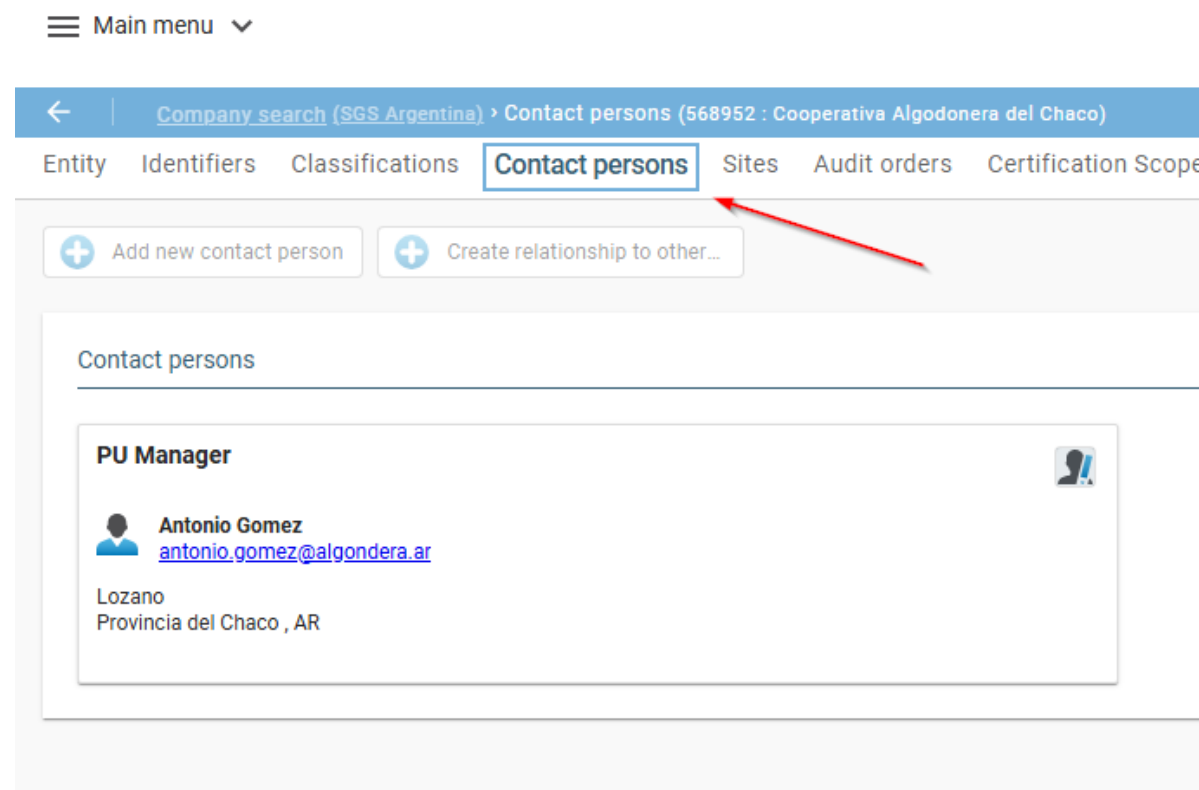 Main menu
Company search (SGS Argentina) › Contact persons (568952 : Cooperativa Algodonera del Chaco)
Entity Identifiers Classifications Contact persons Sites Audit orders Certification Scope
Add new contact person Create relationship to other...
Contact persons
PU Manager
Antonio Gomez
antonio.gomez@algondera.ar
Lozano
Provincia del Chaco , AR